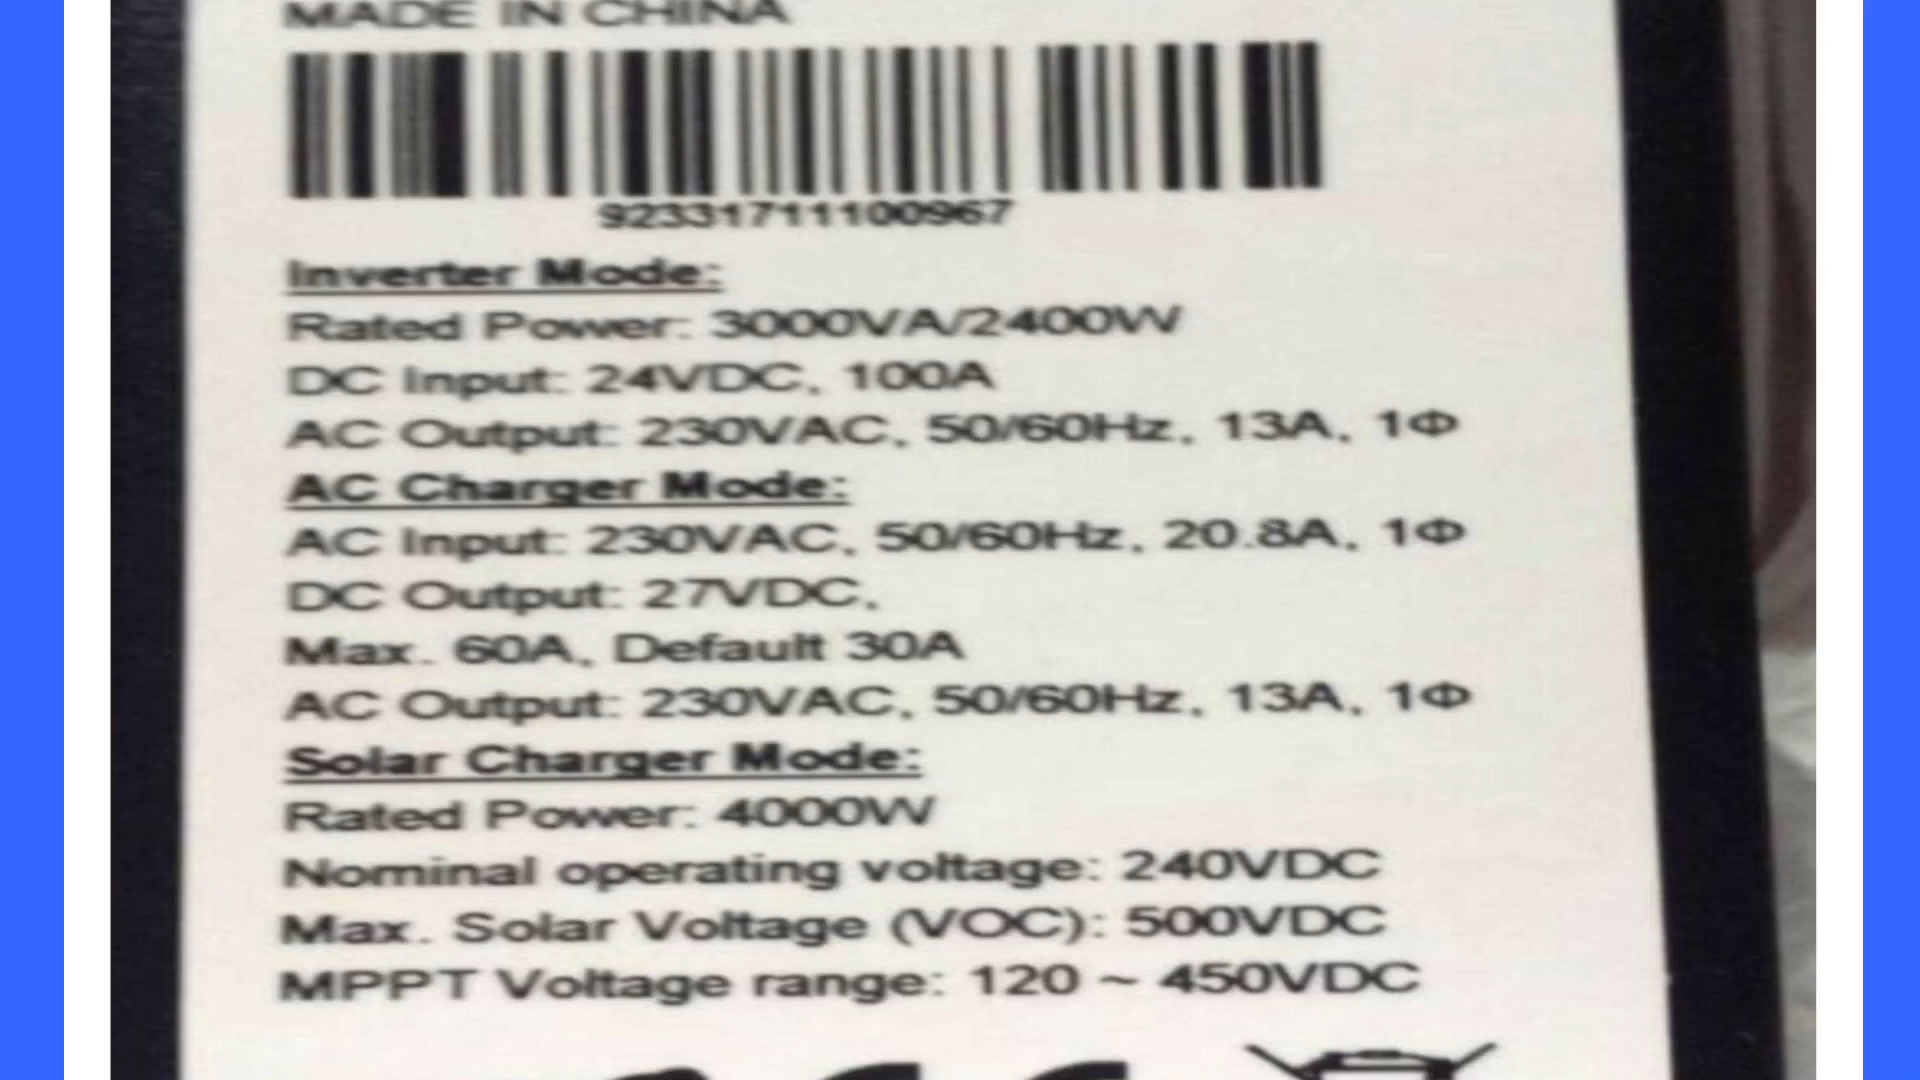 MADE IN CHINA
92331711100967
Inverter Mode:
Rated Power: 3000VA/2400W
DC Input: 24VDC, 100A
AC Output: 230VAC, 50/60Hz, 13A, 1Φ
AC Charger Mode:
AC Input: 230VAC, 50/60Hz, 20.8A, 1Φ
DC Output: 27VDC,
Max. 60A, Default 30A
AC Output: 230VAC, 50/60Hz, 13A, 1Φ
Solar Charger Mode:
Rated Power: 4000W
Nominal operating voltage: 240VDC
Max. Solar Voltage (VOC): 500VDC
MPPT Voltage range: 120 ~ 450VDC